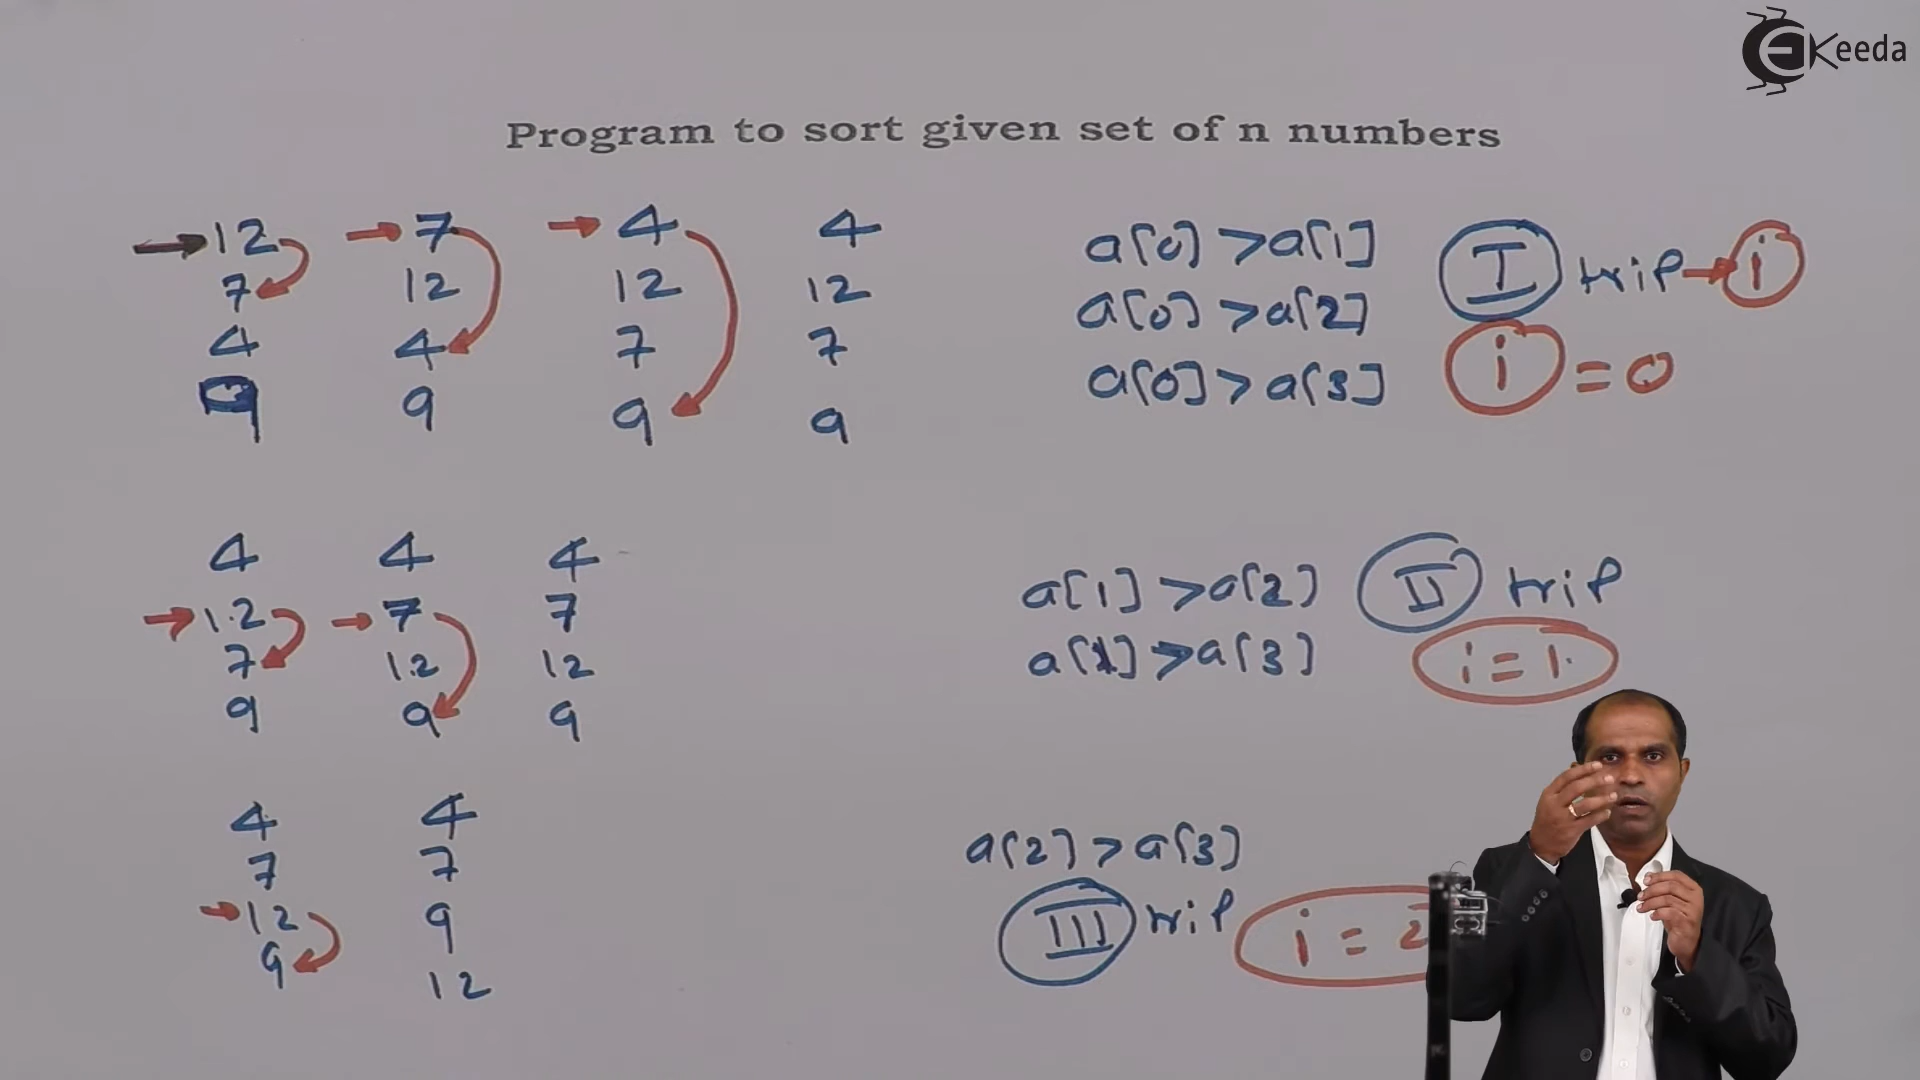 Keeda
Program to sort given set of n numbers
12 7 4 4
7 12 12 12
4 4 7 7
9 9 9 9
a[0] > a[1]
a[0] > a[2]
a[0] > a[3]
I trip → i
i = 0
4 4 4
12 7 7
7 12 12
9 9 9
a[1] > a[2]
a[1] > a[3]
II trip
i = 1
4 4
7 7
12 9
9 12
a[2] > a[3]
III trip
i = 2